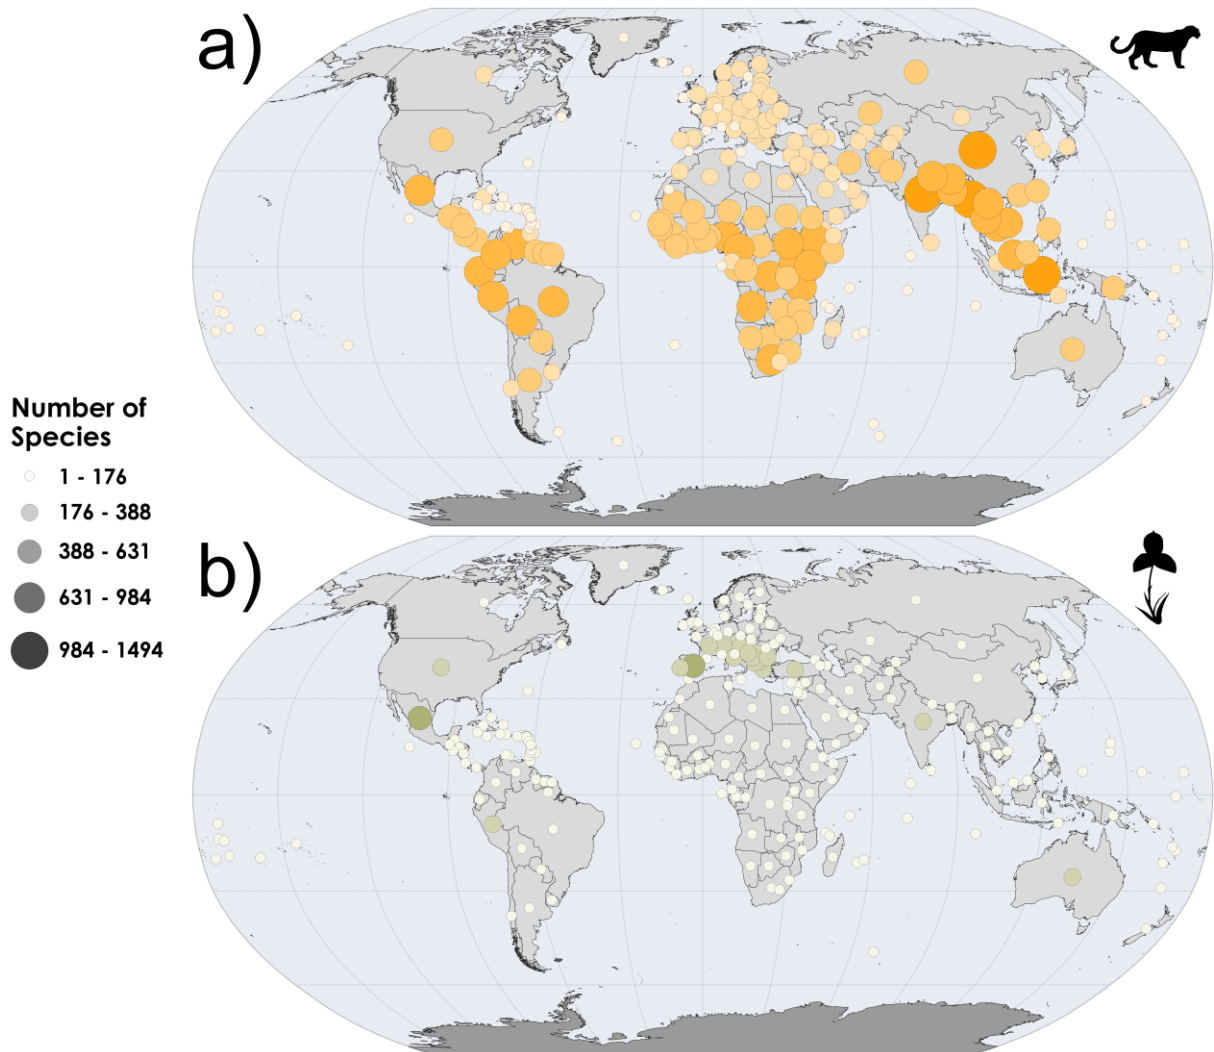 a)
Number of
Species
1 - 176
176 - 388
388 - 631
631 - 984
984 - 1494
b)